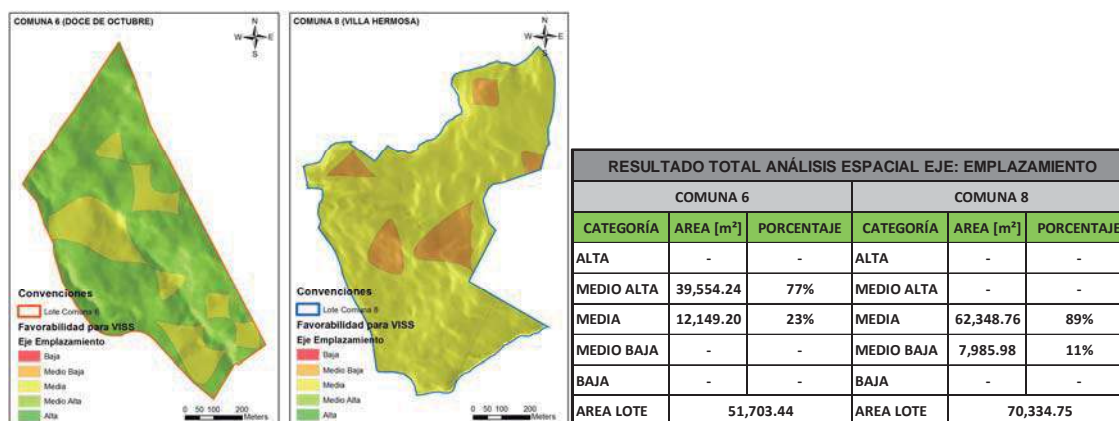 COMUNA 6 (DOCE DE OCTUBRE)
N
W E
S
Convenciones
Lote Comuna 6
Favorabilidad para VISS
Eje Emplazamiento
Baja
Medio Baja
Media
Medio Alta
Alta
0 50 100 200
Meters
COMUNA 8 (VILLA HERMOSA)
N
W E
S
Convenciones
Lote Comuna 8
Favorabilidad para VISS
Eje Emplazamiento
Baja
Medio Baja
Media
Medio Alta
Alta
0 50 100 200
Meters
RESULTADO TOTAL ANÁLISIS ESPACIAL EJE: EMPLAZAMIENTO
COMUNA 6 COMUNA 8
CATEGORÍA AREA [m²] PORCENTAJE CATEGORÍA AREA [m²] PORCENTAJE
ALTA - - ALTA - -
MEDIO ALTA 39,554.24 77% MEDIO ALTA - -
MEDIA 12,149.20 23% MEDIA 62,348.76 89%
MEDIO BAJA - - MEDIO BAJA 7,985.98 11%
BAJA - - BAJA - -
AREA LOTE 51,703.44 AREA LOTE 70,334.75